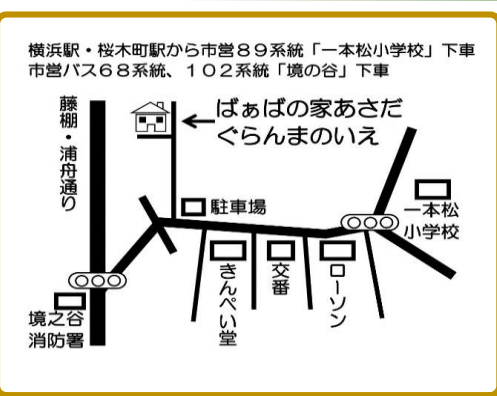 横浜駅・桜木町駅から市営８９系統「一本松小学校」下車
市営バス６８系統、１０２系統「境の谷」下車
藤棚・浦舟通り
ばぁばの家あさだ
ぐらんまのいえ
駐車場
一本松
小学校
きんぺい堂
交番
ローソン
境之谷
消防署